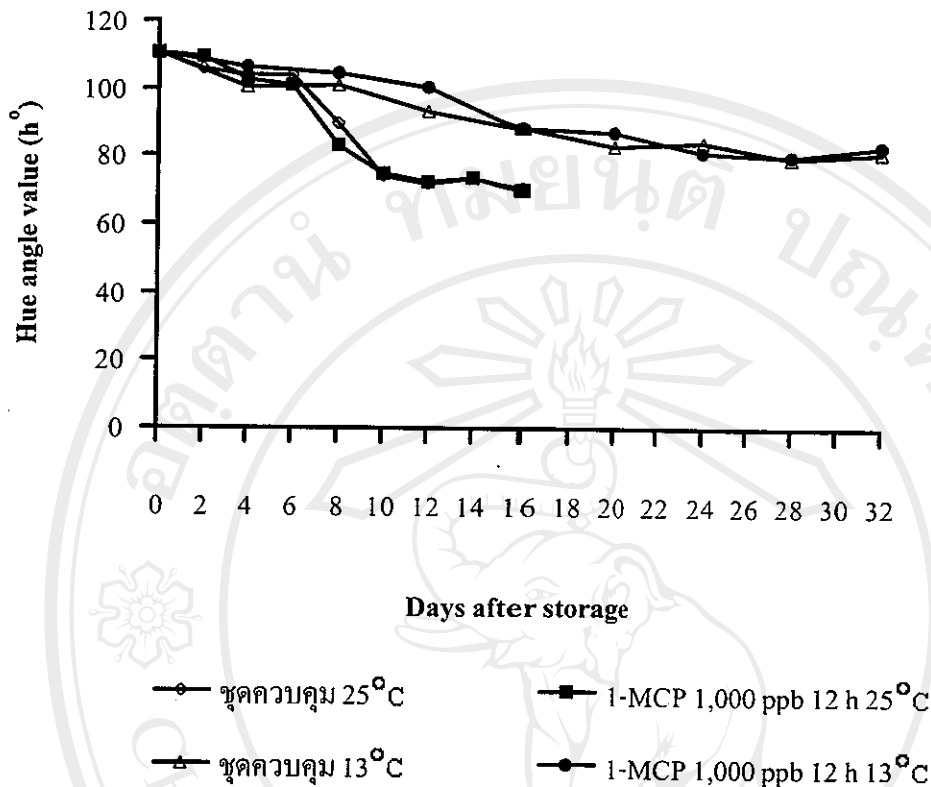 120
100
80
60
40
20
0
Hue angle value (h°)
0 2 4 6 8 10 12 14 16 18 20 22 24 26 28 30 32
Days after storage
ชุดควบคุม 25°C
1-MCP 1,000 ppb 12 h 25°C
ชุดควบคุม 13°C
1-MCP 1,000 ppb 12 h 13°C